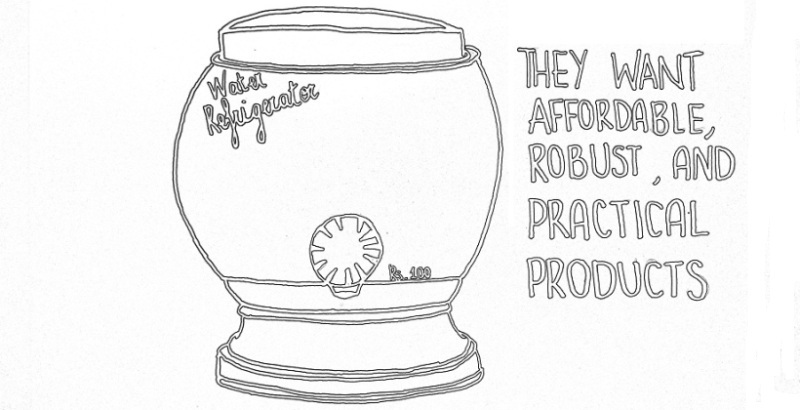 Water
Refrigerator
Rs. 100
THEY WANT
AFFORDABLE,
ROBUST, AND
PRACTICAL
PRODUCTS